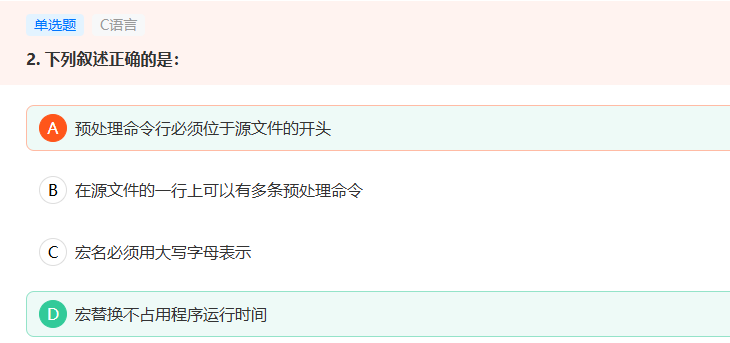 单选题 C语言
2. 下列叙述正确的是：
A 预处理命令行必须位于源文件的开头
B 在源文件的一行上可以有多条预处理命令
C 宏名必须用大写字母表示
D 宏替换不占用程序运行时间